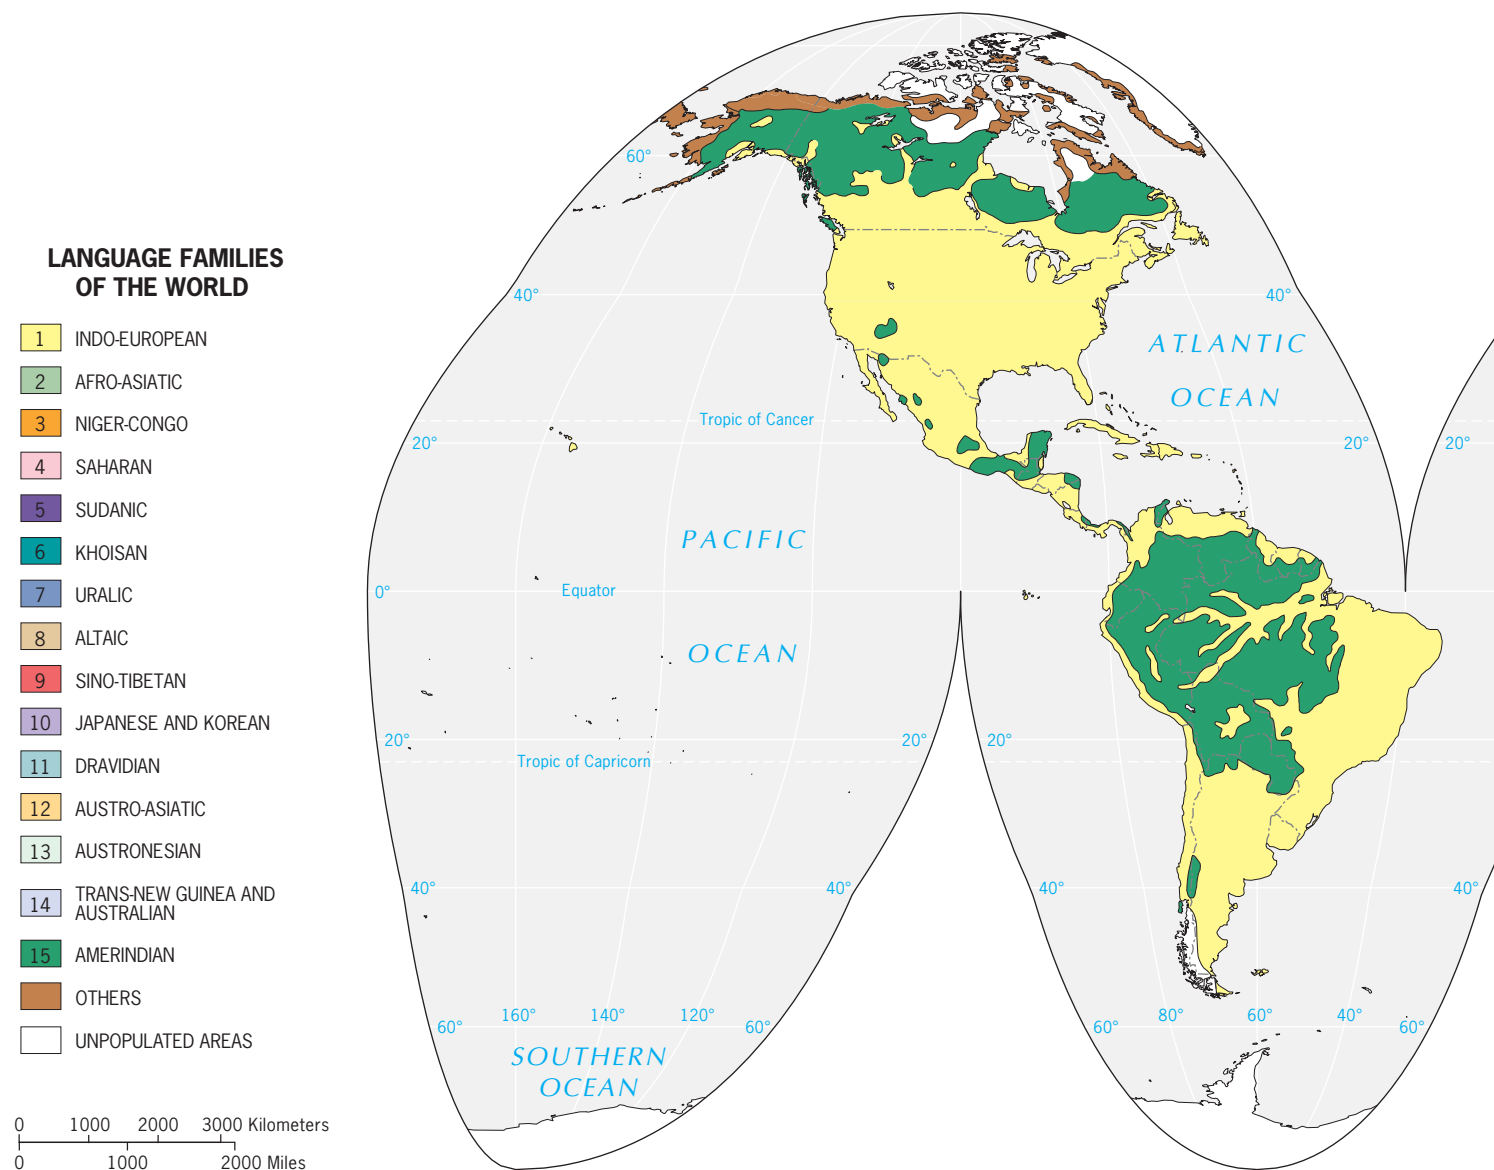 LANGUAGE FAMILIES
OF THE WORLD
1 INDO-EUROPEAN
2 AFRO-ASIATIC
3 NIGER-CONGO
4 SAHARAN
5 SUDANIC
6 KHOISAN
7 URALIC
8 ALTAIC
9 SINO-TIBETAN
10 JAPANESE AND KOREAN
11 DRAVIDIAN
12 AUSTRO-ASIATIC
13 AUSTRONESIAN
14 TRANS-NEW GUINEA AND
AUSTRALIAN
15 AMERINDIAN
OTHERS
UNPOPULATED AREAS
0 1000 2000 3000 Kilometers
0 1000 2000 Miles
60°
40° 40°
ATLANTIC
OCEAN
Tropic of Cancer
20° 20° 20°
PACIFIC
0° Equator
OCEAN
20° 20° 20°
Tropic of Capricorn
40° 40° 40° 40°
60° 160° 140° 120° 60° 60° 80° 60° 40° 60°
SOUTHERN
OCEAN